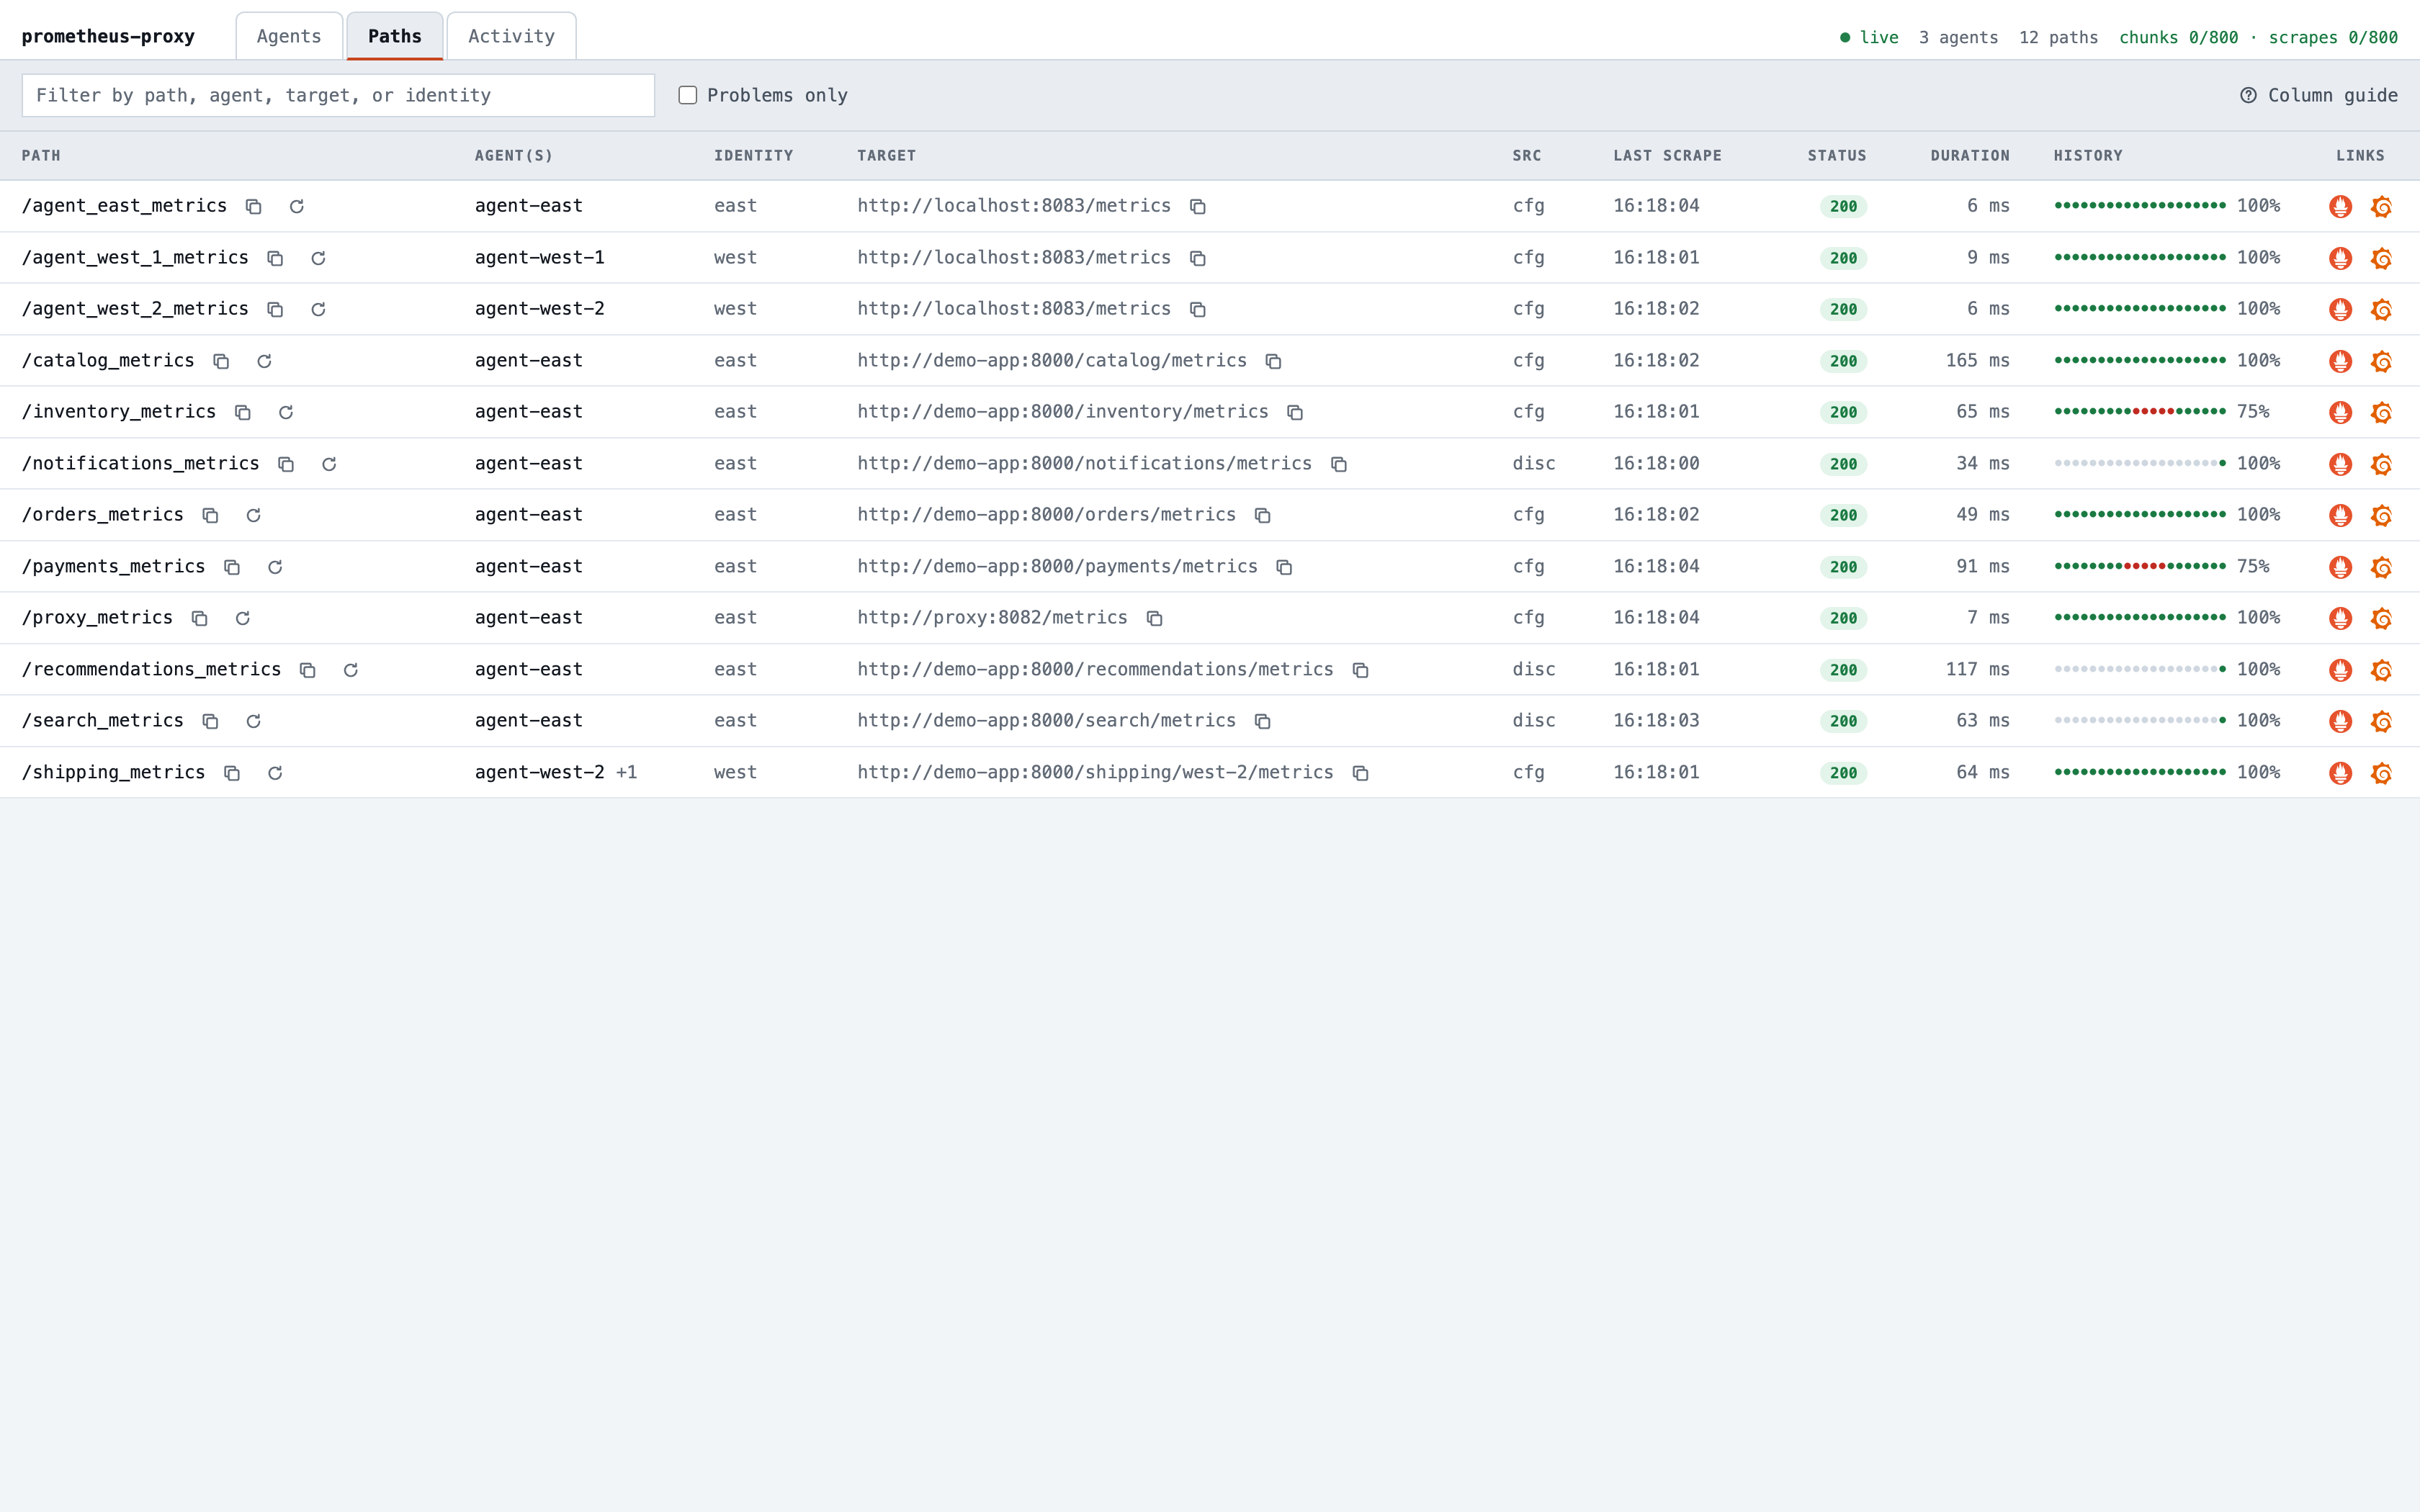 prometheus-proxy Agents Paths Activity live 3 agents 12 paths chunks 0/800 · scrapes 0/800
Filter by path, agent, target, or identity Problems only Column guide
PATH AGENT(S) IDENTITY TARGET SRC LAST SCRAPE STATUS DURATION HISTORY LINKS
/agent_east_metrics agent-east east http://localhost:8083/metrics cfg 16:18:04 200 6 ms 100%
/agent_west_1_metrics agent-west-1 west http://localhost:8083/metrics cfg 16:18:01 200 9 ms 100%
/agent_west_2_metrics agent-west-2 west http://localhost:8083/metrics cfg 16:18:02 200 6 ms 100%
/catalog_metrics agent-east east http://demo-app:8000/catalog/metrics cfg 16:18:02 200 165 ms 100%
/inventory_metrics agent-east east http://demo-app:8000/inventory/metrics cfg 16:18:01 200 65 ms 75%
/notifications_metrics agent-east east http://demo-app:8000/notifications/metrics disc 16:18:00 200 34 ms 100%
/orders_metrics agent-east east http://demo-app:8000/orders/metrics cfg 16:18:02 200 49 ms 100%
/payments_metrics agent-east east http://demo-app:8000/payments/metrics cfg 16:18:04 200 91 ms 75%
/proxy_metrics agent-east east http://proxy:8082/metrics cfg 16:18:04 200 7 ms 100%
/recommendations_metrics agent-east east http://demo-app:8000/recommendations/metrics disc 16:18:01 200 117 ms 100%
/search_metrics agent-east east http://demo-app:8000/search/metrics disc 16:18:03 200 63 ms 100%
/shipping_metrics agent-west-2 +1 west http://demo-app:8000/shipping/west-2/metrics cfg 16:18:01 200 64 ms 100%